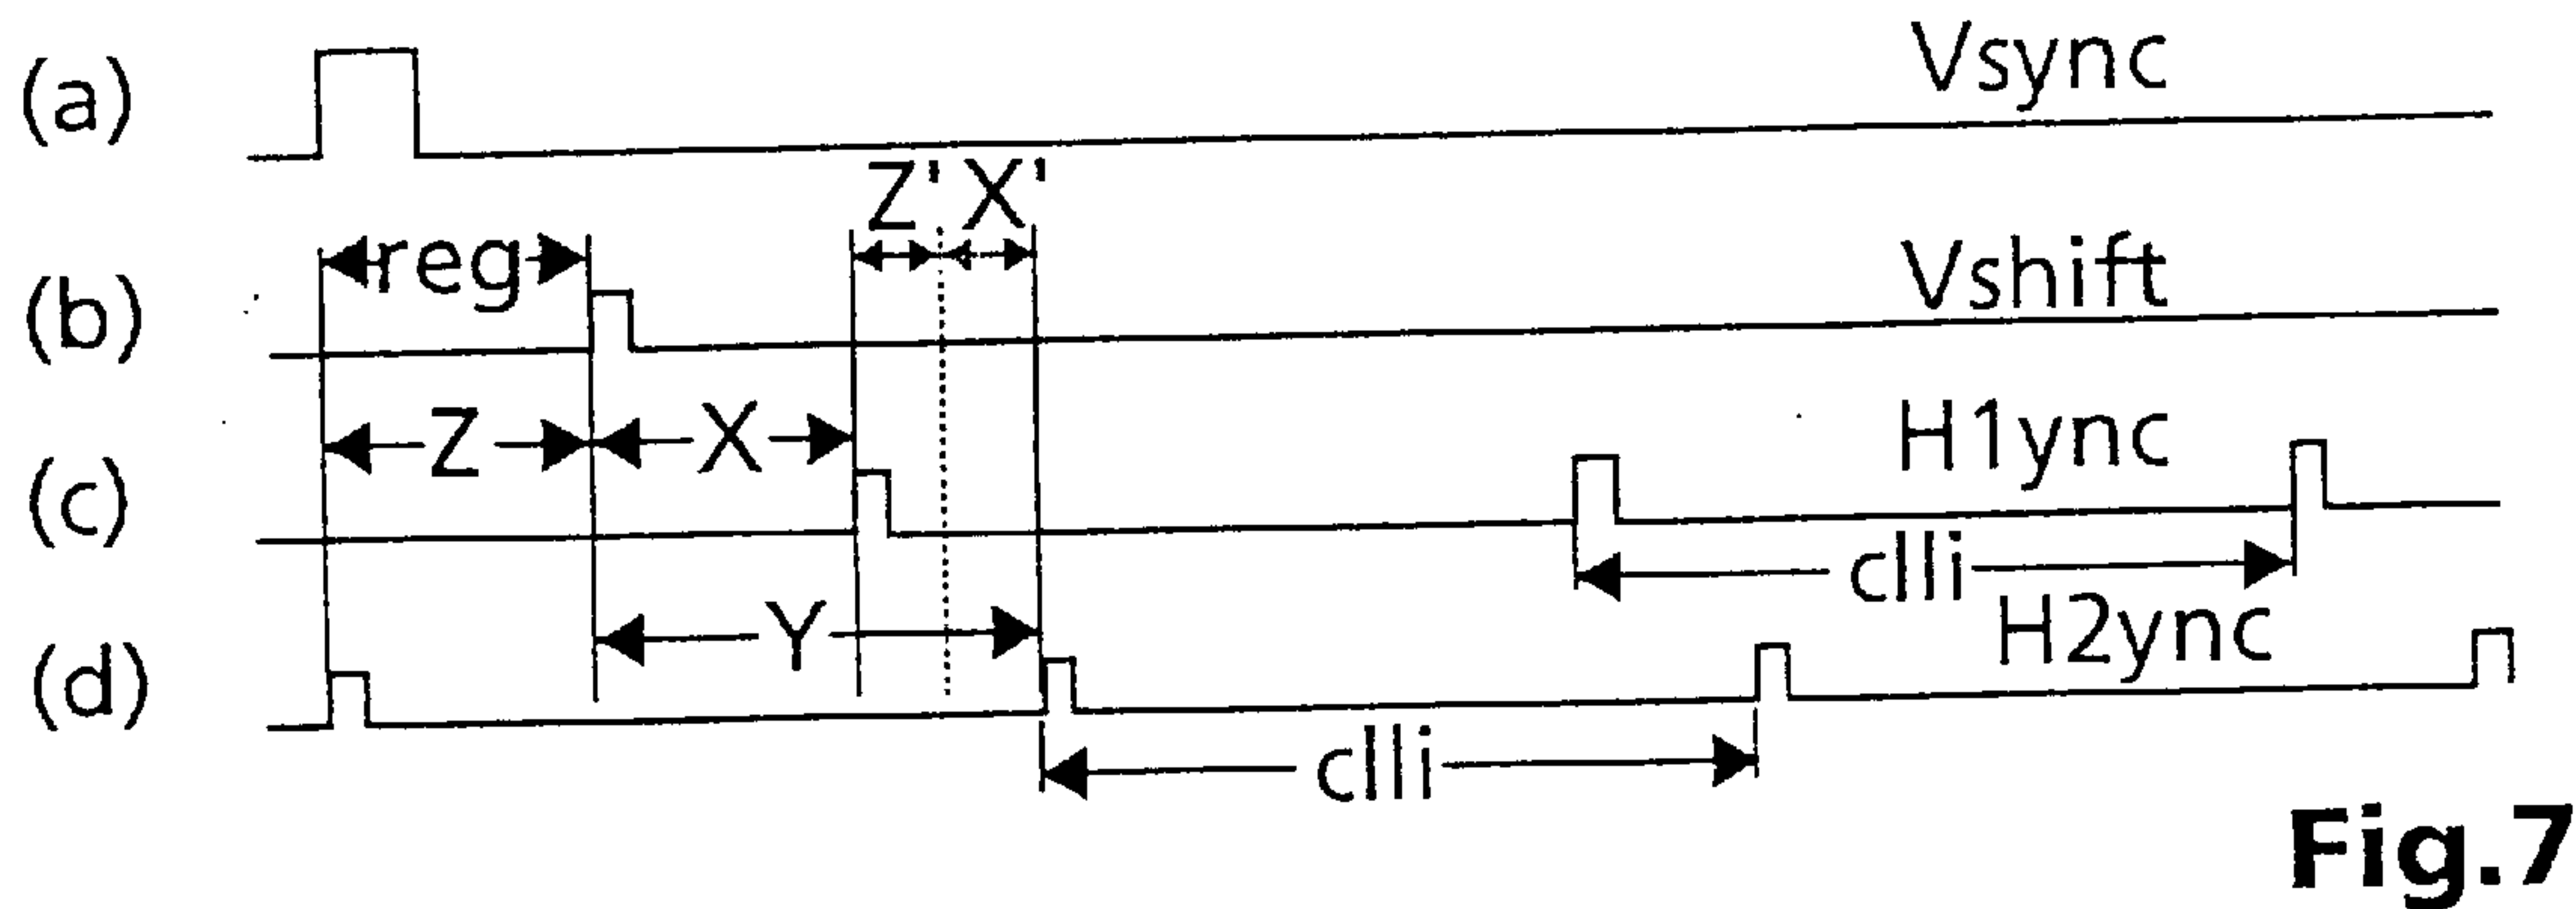 (a) Vsync
Z' X'
(b) reg Vshift
(c) Z X H1ync
clli
(d) Y H2ync
clli
Fig.7